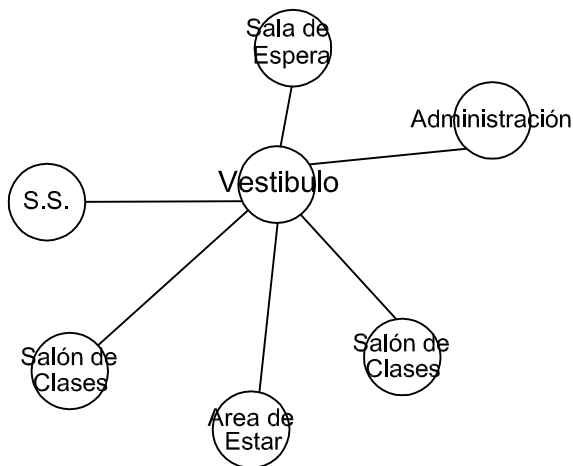 Sala de
Espera
Administración
Vestibulo
S.S.
Salón de
Clases
Salón de
Clases
Area de
Estar